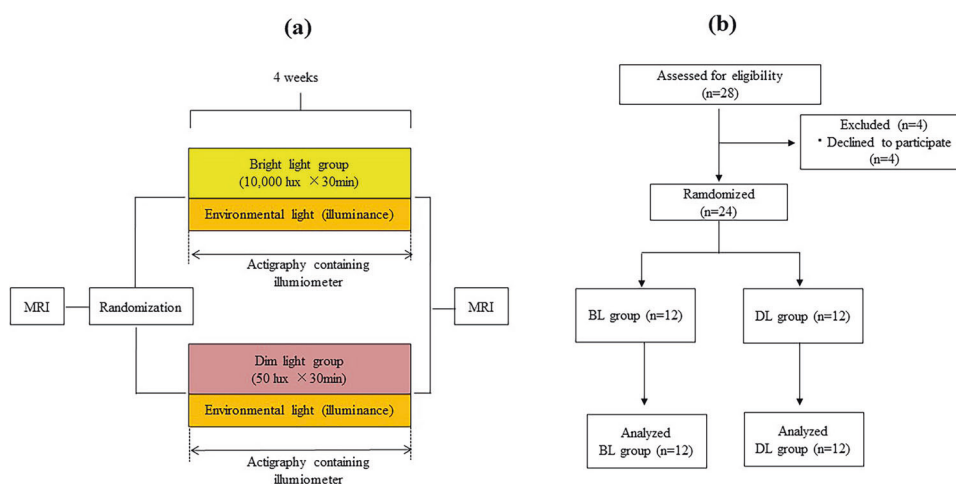 (a)
4 weeks
Bright light group
(10,000 lux ×30min)
Environmental light (illuminance)
Actigraphy containing
illumiometer
MRI
Randomization
MRI
Dim light group
(50 lux ×30min)
Environmental light (illuminance)
Actigraphy containing
illumiometer
(b)
Assessed for eligibility
(n=28)
Excluded (n=4)
・Declined to participate
(n=4)
Ramdomized
(n=24)
BL group (n=12)
DL group (n=12)
Analyzed
BL group (n=12)
Analyzed
DL group (n=12)